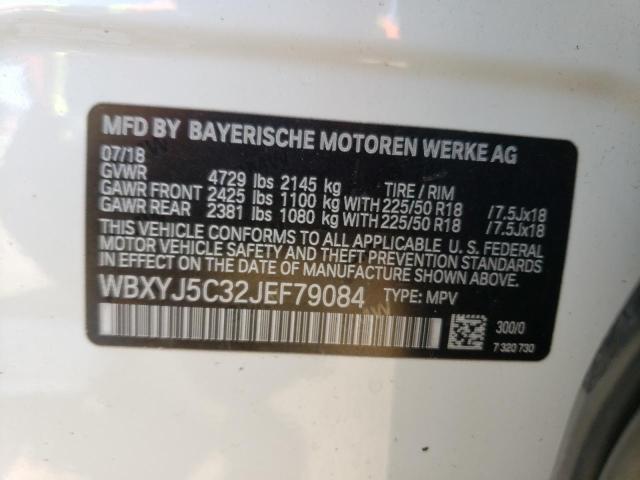 MFD BY BAYERISCHE MOTOREN WERKE AG
07/18
GVWR 4729 lbs 2145 kg TIRE / RIM
GAWR FRONT 2425 lbs 1100 kg WITH 225/50 R18 /7.5Jx18
GAWR REAR 2381 lbs 1080 kg WITH 225/50 R18 /7.5Jx18
THIS VEHICLE CONFORMS TO ALL APPLICABLE U. S. FEDERAL
MOTOR VEHICLE SAFETY AND THEFT PREVENTION STANDARDS
IN EFFECT ON THE DATE OF MANUFACTURE SHOWN ABOVE.
WBXYJ5C32JEF79084 TYPE: MPV
300/0
7 320 730